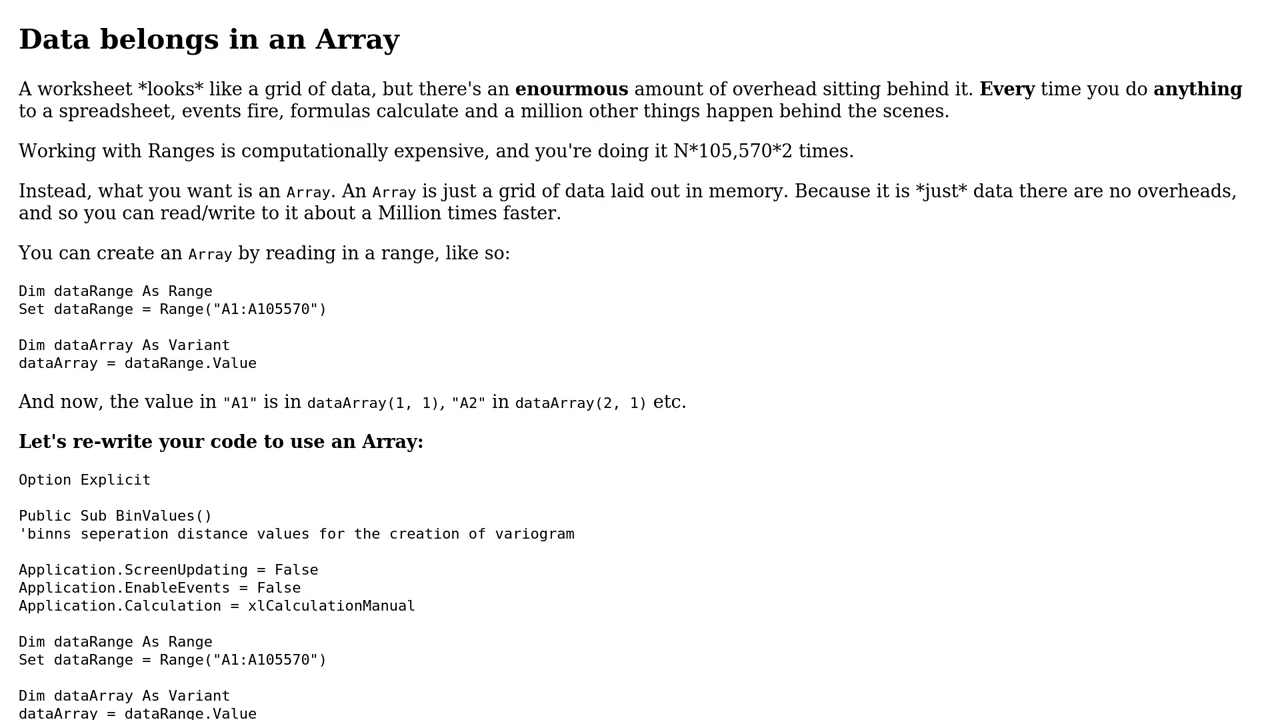 Data belongs in an Array
A worksheet *looks* like a grid of data, but there's an enourmous amount of overhead sitting behind it. Every time you do anything
to a spreadsheet, events fire, formulas calculate and a million other things happen behind the scenes.
Working with Ranges is computationally expensive, and you're doing it N*105,570*2 times.
Instead, what you want is an Array. An Array is just a grid of data laid out in memory. Because it is *just* data there are no overheads,
and so you can read/write to it about a Million times faster.
You can create an Array by reading in a range, like so:
Dim dataRange As Range
Set dataRange = Range("A1:A105570")
Dim dataArray As Variant
dataArray = dataRange.Value
And now, the value in "A1" is in dataArray(1, 1), "A2" in dataArray(2, 1) etc.
Let's re-write your code to use an Array:
Option Explicit
Public Sub BinValues()
'binns seperation distance values for the creation of variogram
Application.ScreenUpdating = False
Application.EnableEvents = False
Application.Calculation = xlCalculationManual
Dim dataRange As Range
Set dataRange = Range("A1:A105570")
Dim dataArray As Variant
dataArray = dataRange.Value